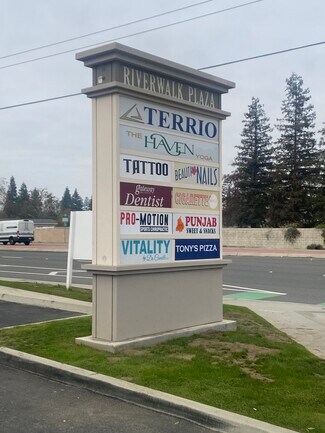 RIVERWALK PLAZA
TERRIO
THE
HAVEN
YOGA
TATTOO
BEAUTY NAILS
Gateway
Dentist
CIGARETTE
PRO-MOTION
SPORTS CHIROPRACTIC
PUNJAB
SWEET & SNACKS
VITALITY
TONY'S PIZZA